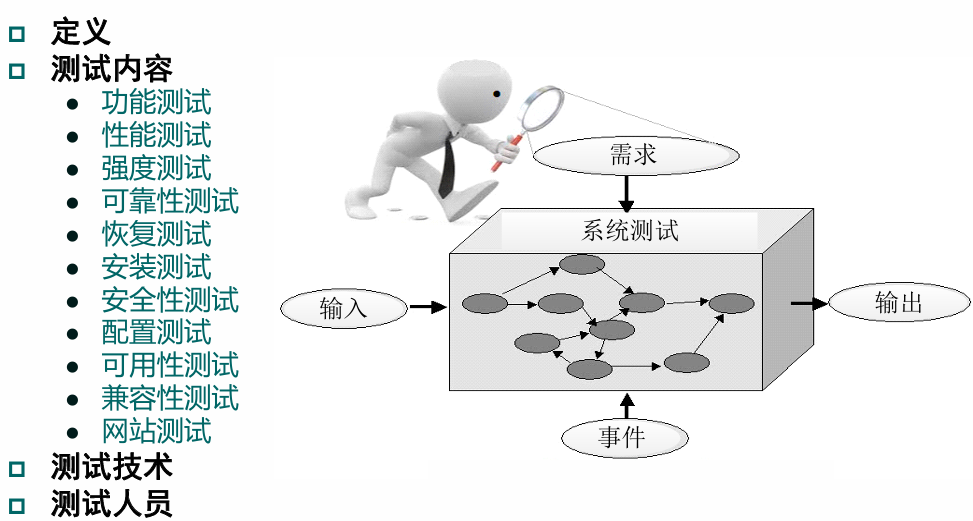 定义
测试内容
功能测试
性能测试
强度测试
可靠性测试
恢复测试
安装测试
安全性测试
配置测试
可用性测试
兼容性测试
网站测试
测试技术
测试人员
需求
系统测试
输入
输出
事件